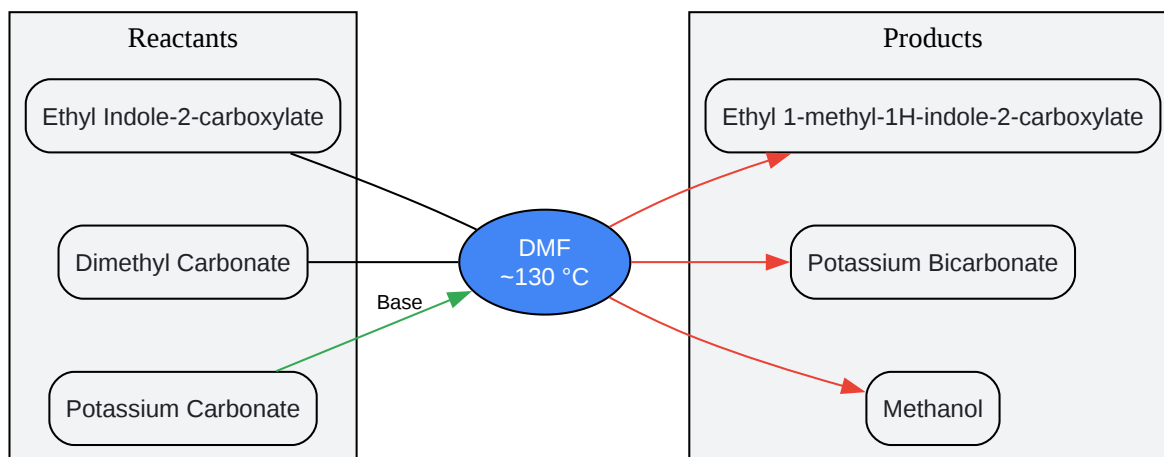 Reactants
Ethyl Indole-2-carboxylate
Dimethyl Carbonate
Potassium Carbonate
Base
DMF
~130 °C
Products
Ethyl 1-methyl-1H-indole-2-carboxylate
Potassium Bicarbonate
Methanol